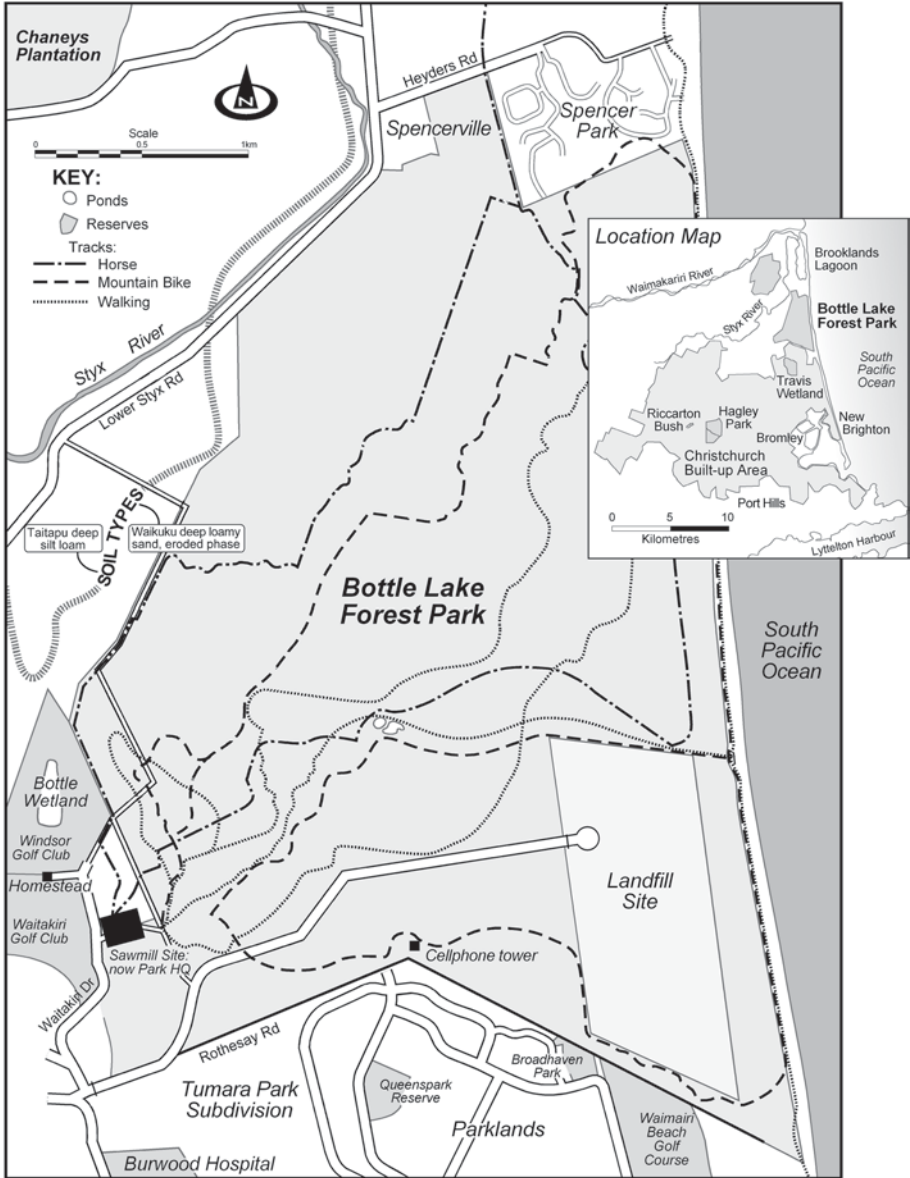 Chaneys
Plantation
N
Scale
0 0.5 1km
KEY:
Ponds
Reserves
Tracks:
Horse
Mountain Bike
Walking
Heyders Rd
Spencerville
Spencer
Park
Styx River
Lower Styx Rd
SOIL TYPES
Taitapu deep
silt loam
Waikuku deep loamy
sand, eroded phase
Location Map
Brooklands
Lagoon
Waimakariri River
Bottle Lake
Forest Park
Styx River
South
Pacific
Ocean
Travis
Wetland
Riccarton
Bush
Hagley
Park
New
Brighton
Bromley
Christchurch
Built-up Area
Port Hills
0 5 10
Kilometres
Lyttelton Harbour
Bottle Lake
Forest Park
South
Pacific
Ocean
Bottle
Wetland
Windsor
Golf Club
Homestead
Waitakiri
Golf Club
Sawmill Site:
now Park HQ
Waitakiri Dr
Landfill
Site
Cellphone tower
Rothesay Rd
Tumara Park
Subdivision
Queenspark
Reserve
Broadhaven
Park
Parklands
Waimairi
Beach
Golf
Course
Burwood Hospital